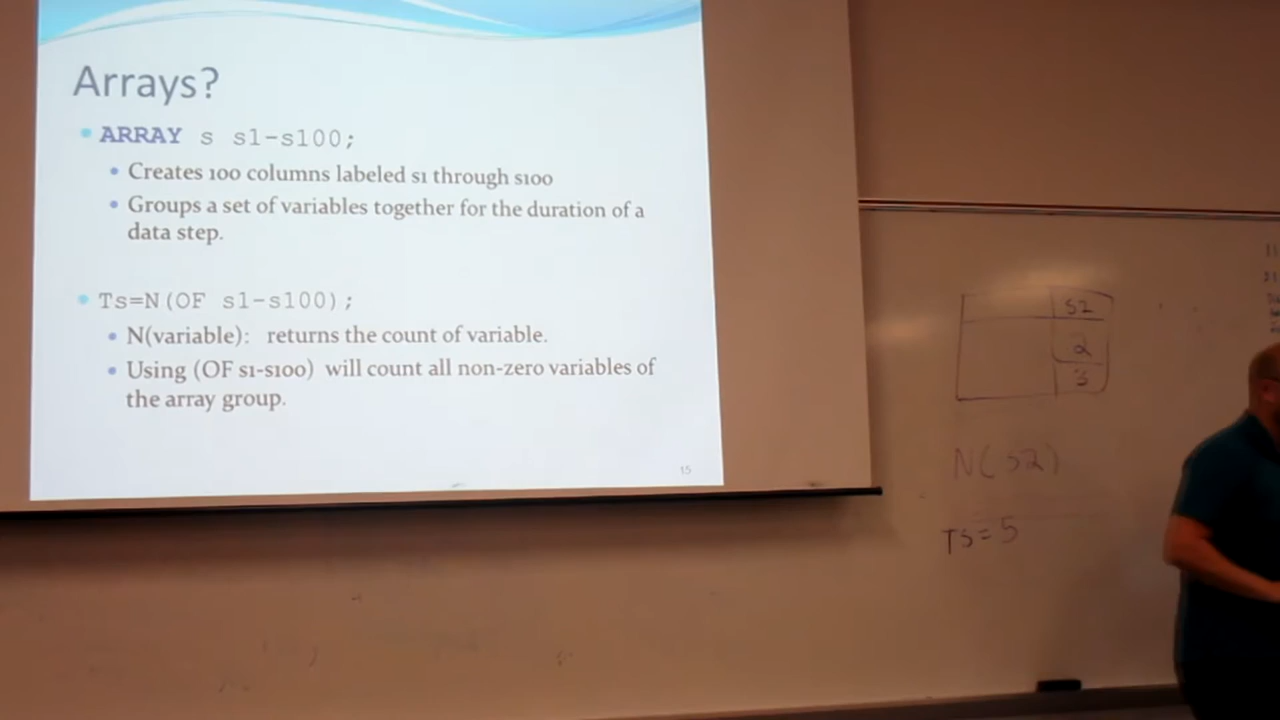 Arrays?
ARRAY s s1-s100;
Creates 100 columns labeled s1 through s100
Groups a set of variables together for the duration of a
data step.
Ts=N(OF s1-s100);
N(variable): returns the count of variable.
Using (OF s1-s100) will count all non-zero variables of
the array group.
15
S2
2
3
N(S2)
TS=5